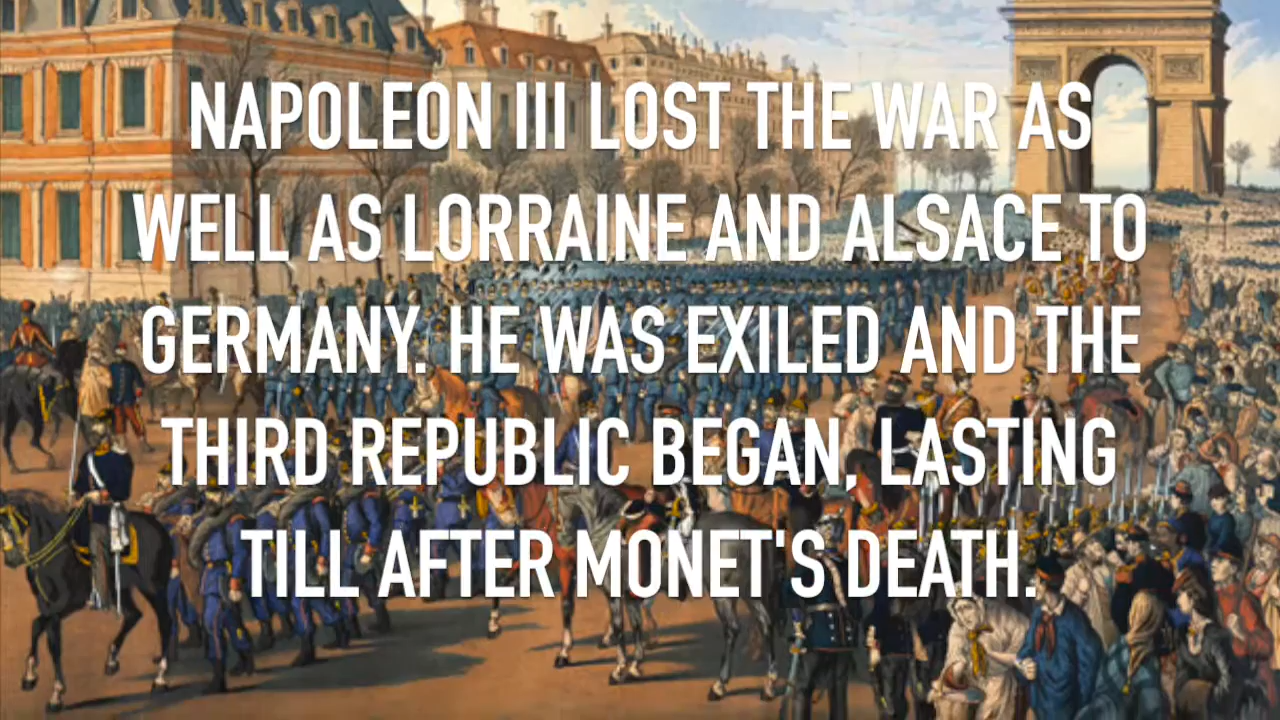 NAPOLEON III LOST THE WAR AS
WELL AS LORRAINE AND ALSACE TO
GERMANY. HE WAS EXILED AND THE
THIRD REPUBLIC BEGAN, LASTING
TILL AFTER MONET'S DEATH.